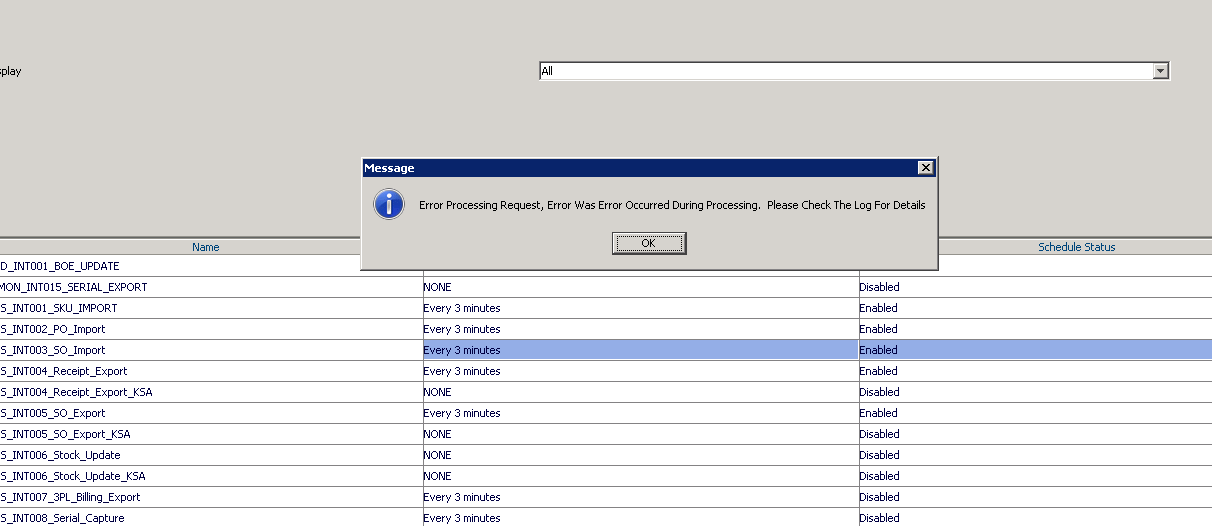 splay
All
Message
Error Processing Request, Error Was Error Occurred During Processing. Please Check The Log For Details
OK
Name Schedule Status
D_INT001_BOE_UPDATE
MON_INT015_SERIAL_EXPORT NONE Disabled
S_INT001_SKU_IMPORT Every 3 minutes Enabled
S_INT002_PO_Import Every 3 minutes Enabled
S_INT003_SO_Import Every 3 minutes Enabled
S_INT004_Receipt_Export Every 3 minutes Enabled
S_INT004_Receipt_Export_KSA NONE Disabled
S_INT005_SO_Export Every 3 minutes Enabled
S_INT005_SO_Export_KSA NONE Disabled
S_INT006_Stock_Update NONE Disabled
S_INT006_Stock_Update_KSA NONE Disabled
S_INT007_3PL_Billing_Export Every 3 minutes Disabled
S_INT008_Serial_Capture Every 3 minutes Disabled